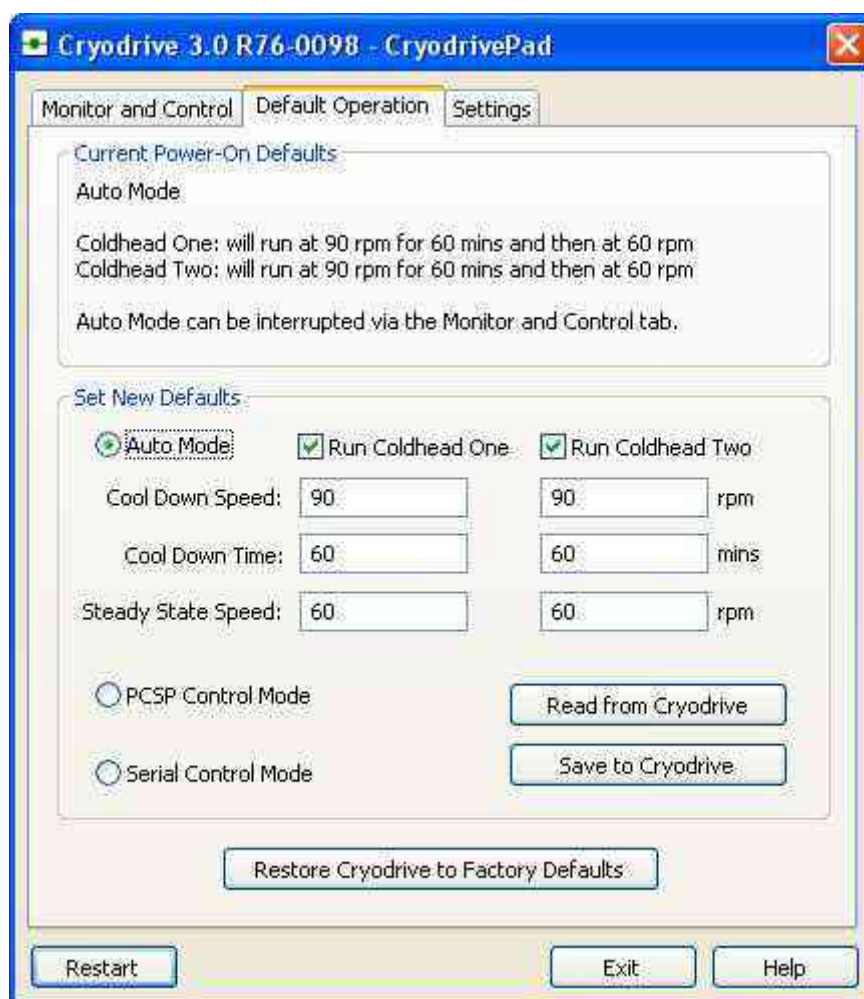 Cryodrive 3.0 R76-0098 - CryodrivePad
Monitor and Control Default Operation Settings
Current Power-On Defaults
Auto Mode
Coldhead One: will run at 90 rpm for 60 mins and then at 60 rpm
Coldhead Two: will run at 90 rpm for 60 mins and then at 60 rpm
Auto Mode can be interrupted via the Monitor and Control tab.
Set New Defaults
Auto Mode Run Coldhead One Run Coldhead Two
Cool Down Speed: 90 90 rpm
Cool Down Time: 60 60 mins
Steady State Speed: 60 60 rpm
PCSP Control Mode Read from Cryodrive
Serial Control Mode Save to Cryodrive
Restore Cryodrive to Factory Defaults
Restart Exit Help